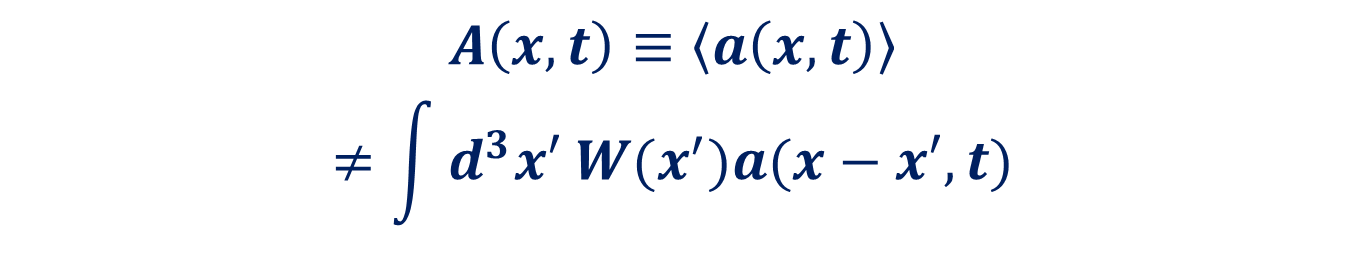 A(x, t) ≡ ⟨a(x, t)⟩
≠ ∫ d³x′ W(x′)a(x − x′, t)